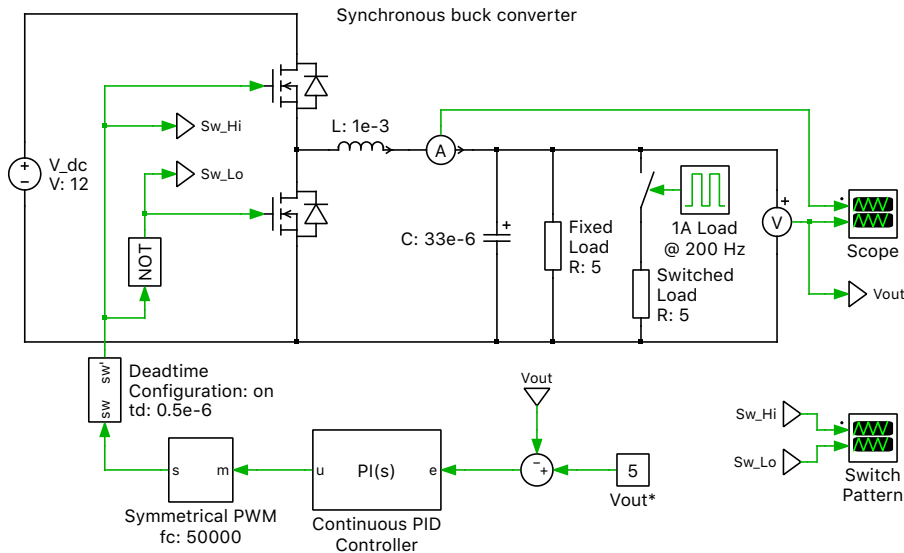 Synchronous buck converter
V_dc
V: 12
Sw_Hi
Sw_Lo
NOT
L: 1e-3
A
C: 33e-6
+
Fixed
Load
R: 5
1A Load
@ 200 Hz
Switched
Load
R: 5
+
V
Scope
Vout
sw sw'
Deadtime
Configuration: on
td: 0.5e-6
s m
Symmetrical PWM
fc: 50000
u PI(s) e
Continuous PID
Controller
Vout
− +
5
Vout*
Sw_Hi
Sw_Lo
Switch
Pattern